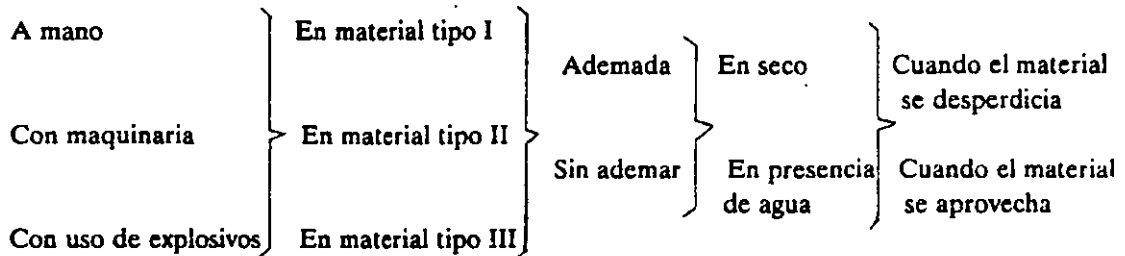 A mano
En material tipo I
Ademada
En seco
Cuando el material
se desperdicia
Con maquinaria
En material tipo II
Sin ademar
En presencia
de agua
Cuando el material
se aprovecha
Con uso de explosivos
En material tipo III